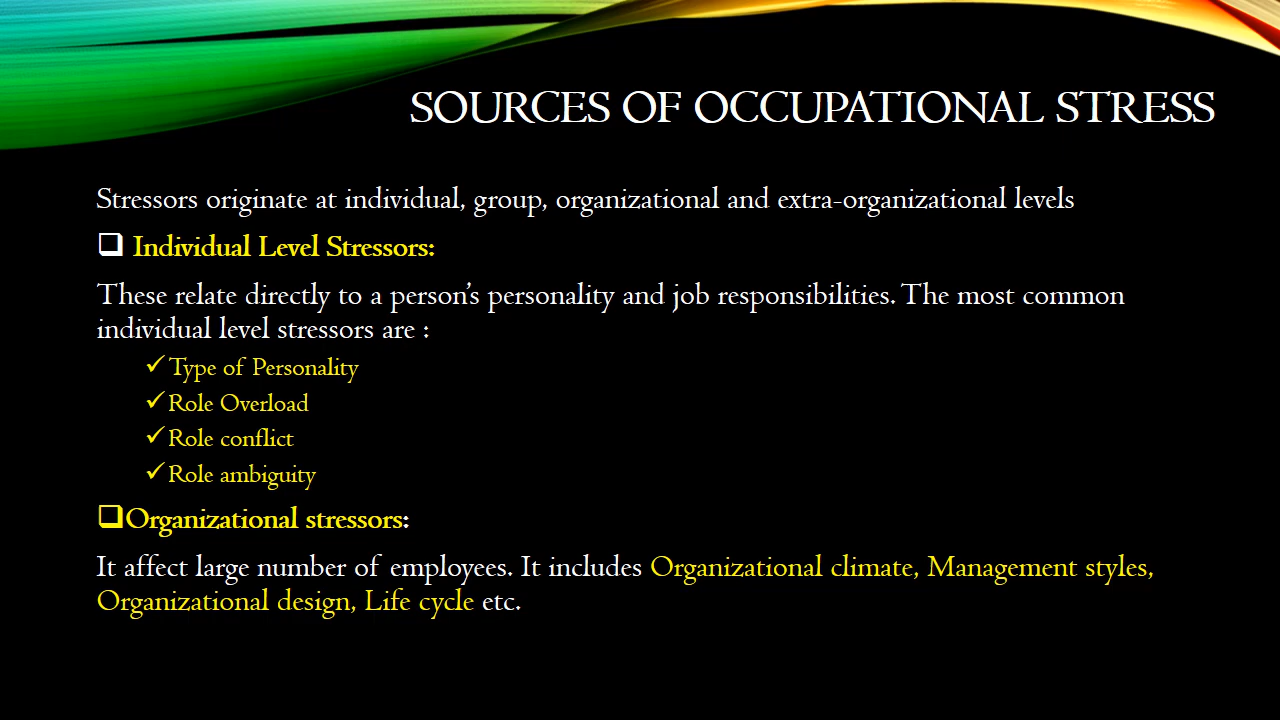 SOURCES OF OCCUPATIONAL STRESS
Stressors originate at individual, group, organizational and extra-organizational levels
❑ Individual Level Stressors:
These relate directly to a person’s personality and job responsibilities. The most common
individual level stressors are :
✓Type of Personality
✓Role Overload
✓Role conflict
✓Role ambiguity
❑Organizational stressors:
It affect large number of employees. It includes Organizational climate, Management styles,
Organizational design, Life cycle etc.